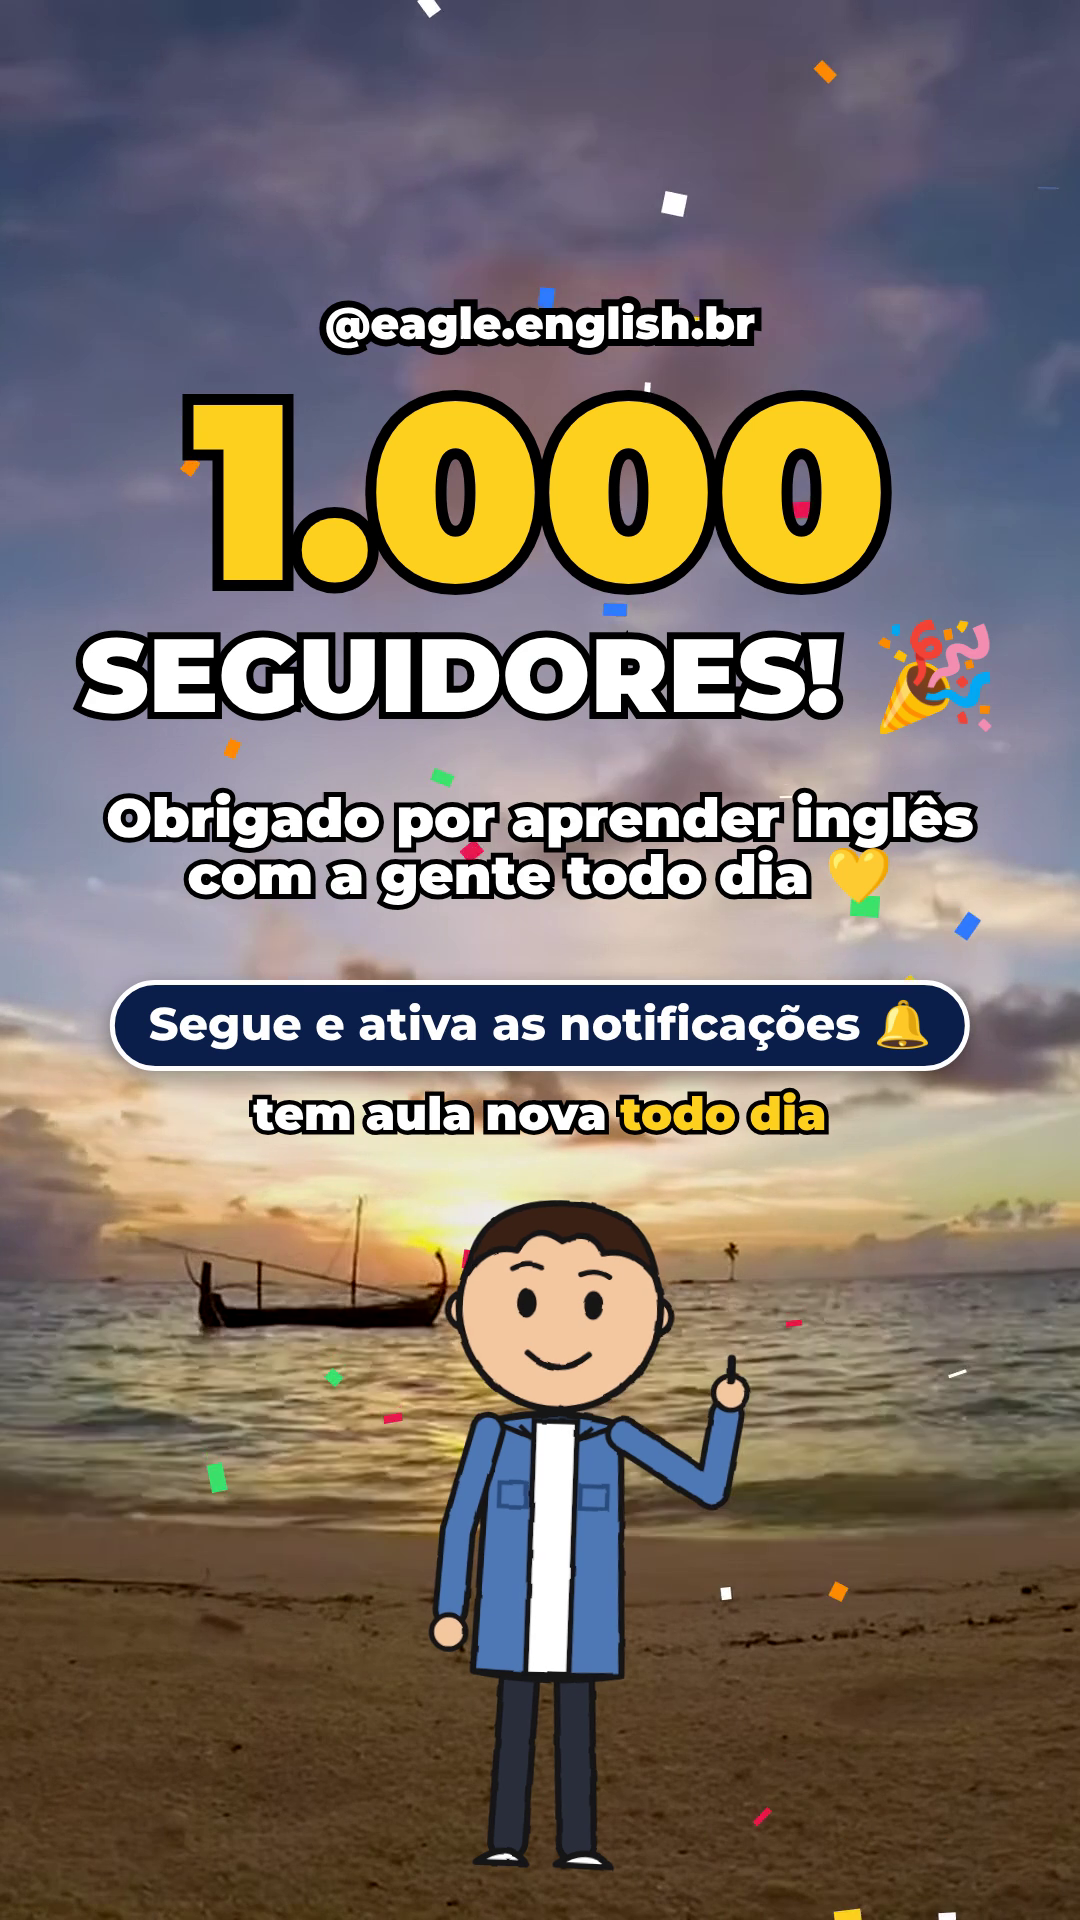 @eagle.english.br
1.000
SEGUIDORES! 🎉
Obrigado por aprender inglês
com a gente todo dia 💛
Segue e ativa as notificações 🔔
tem aula nova todo dia